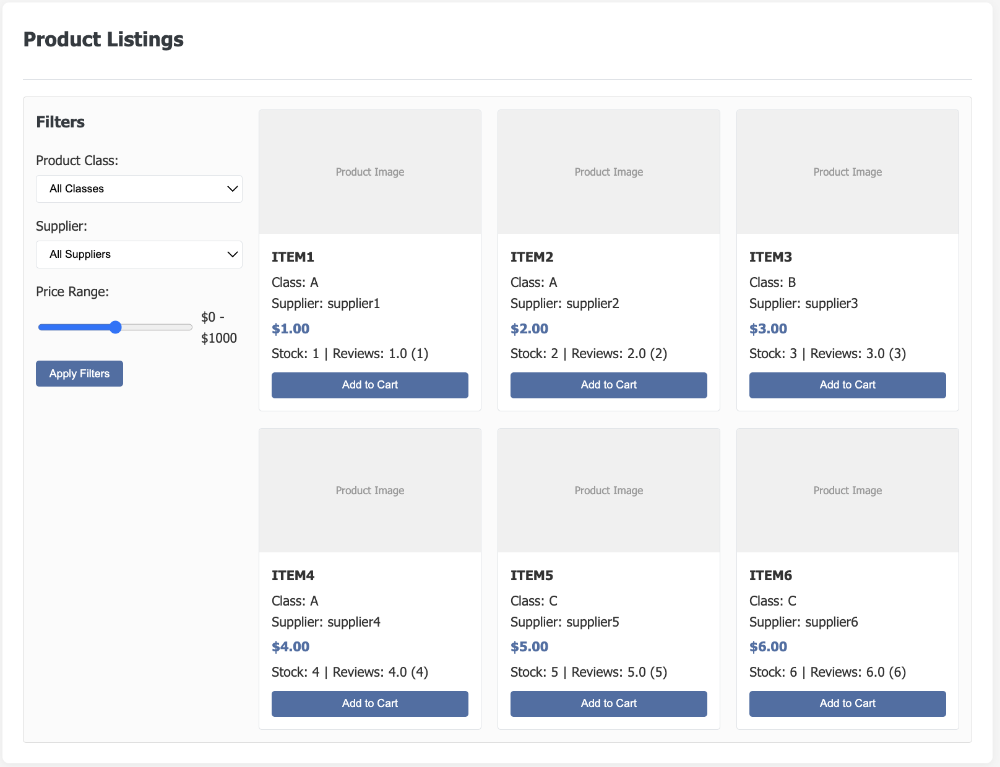 Product Listings
Filters
Product Class:
All Classes
Supplier:
All Suppliers
Price Range:
$0 -
$1000
Apply Filters
Product Image
ITEM1
Class: A
Supplier: supplier1
$1.00
Stock: 1 | Reviews: 1.0 (1)
Add to Cart
Product Image
ITEM2
Class: A
Supplier: supplier2
$2.00
Stock: 2 | Reviews: 2.0 (2)
Add to Cart
Product Image
ITEM3
Class: B
Supplier: supplier3
$3.00
Stock: 3 | Reviews: 3.0 (3)
Add to Cart
Product Image
ITEM4
Class: A
Supplier: supplier4
$4.00
Stock: 4 | Reviews: 4.0 (4)
Add to Cart
Product Image
ITEM5
Class: C
Supplier: supplier5
$5.00
Stock: 5 | Reviews: 5.0 (5)
Add to Cart
Product Image
ITEM6
Class: C
Supplier: supplier6
$6.00
Stock: 6 | Reviews: 6.0 (6)
Add to Cart